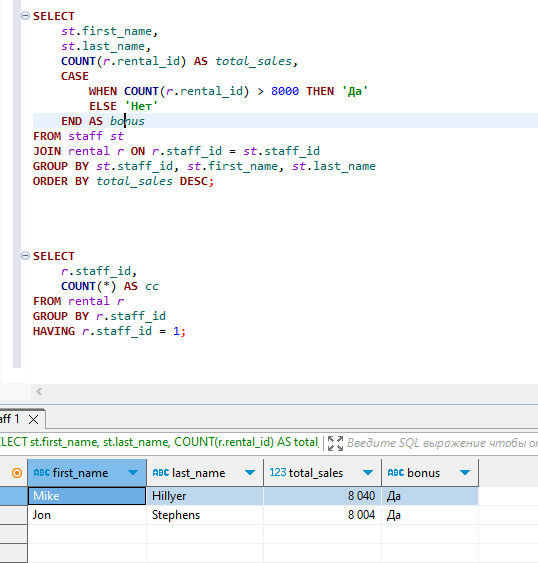 SELECT
st.first_name,
st.last_name,
COUNT(r.rental_id) AS total_sales,
CASE
WHEN COUNT(r.rental_id) > 8000 THEN 'Да'
ELSE 'Нет'
END AS bonus
FROM staff st
JOIN rental r ON r.staff_id = st.staff_id
GROUP BY st.staff_id, st.first_name, st.last_name
ORDER BY total_sales DESC;
SELECT
r.staff_id,
COUNT(*) AS cc
FROM rental r
GROUP BY r.staff_id
HAVING r.staff_id = 1;
aff 1
ELECT st.first_name, st.last_name, COUNT(r.rental_id) AS total_ Введите SQL выражение чтобы от
ABC first_name ABC last_name 123 total_sales ABC bonus
Mike Hillyer 8 040 Да
Jon Stephens 8 004 Да